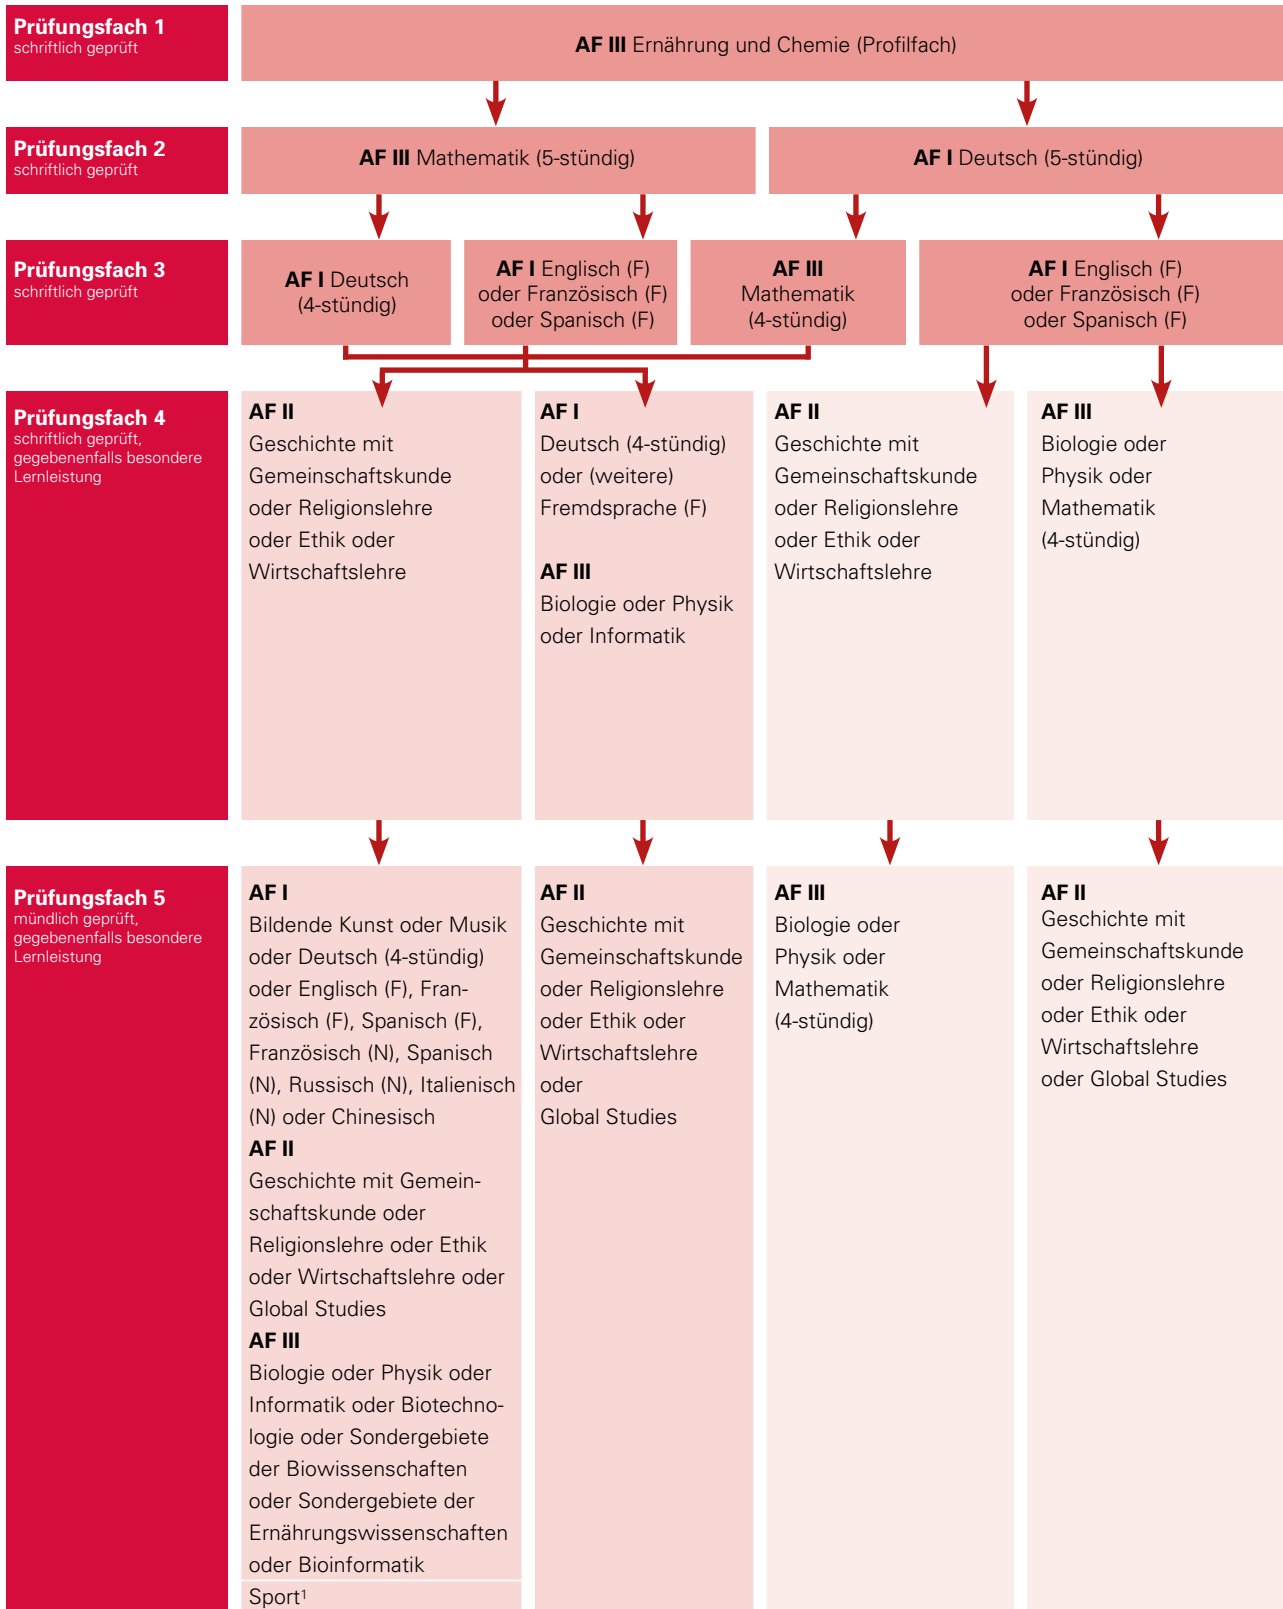 Prüfungsfach 1
schriftlich geprüft
AF III Ernährung und Chemie (Profilfach)
Prüfungsfach 2
schriftlich geprüft
AF III Mathematik (5-stündig)
AF I Deutsch (5-stündig)
Prüfungsfach 3
schriftlich geprüft
AF I Deutsch
(4-stündig)
AF I Englisch (F)
oder Französisch (F)
oder Spanisch (F)
AF III
Mathematik
(4-stündig)
AF I Englisch (F)
oder Französisch (F)
oder Spanisch (F)
Prüfungsfach 4
schriftlich geprüft,
gegebenenfalls besondere
Lernleistung
AF II
Geschichte mit
Gemeinschaftskunde
oder Religionslehre
oder Ethik oder
Wirtschaftslehre
AF I
Deutsch (4-stündig)
oder (weitere)
Fremdsprache (F)
AF III
Biologie oder Physik
oder Informatik
AF II
Geschichte mit
Gemeinschaftskunde
oder Religionslehre
oder Ethik oder
Wirtschaftslehre
AF III
Biologie oder
Physik oder
Mathematik
(4-stündig)
Prüfungsfach 5
mündlich geprüft,
gegebenenfalls besondere
Lernleistung
AF I
Bildende Kunst oder Musik
oder Deutsch (4-stündig)
oder Englisch (F), Fran-
zösisch (F), Spanisch (F),
Französisch (N), Spanisch
(N), Russisch (N), Italienisch
(N) oder Chinesisch
AF II
Geschichte mit Gemein-
schaftskunde oder
Religionslehre oder Ethik
oder Wirtschaftslehre oder
Global Studies
AF III
Biologie oder Physik oder
Informatik oder Biotechno-
logie oder Sondergebiete
der Biowissenschaften
oder Sondergebiete der
Ernährungswissenschaften
oder Bioinformatik
Sport¹
AF II
Geschichte mit
Gemeinschaftskunde
oder Religionslehre
oder Ethik oder
Wirtschaftslehre
oder
Global Studies
AF III
Biologie oder
Physik oder
Mathematik
(4-stündig)
AF II
Geschichte mit
Gemeinschaftskunde
oder Religionslehre
oder Ethik oder
Wirtschaftslehre
oder Global Studies